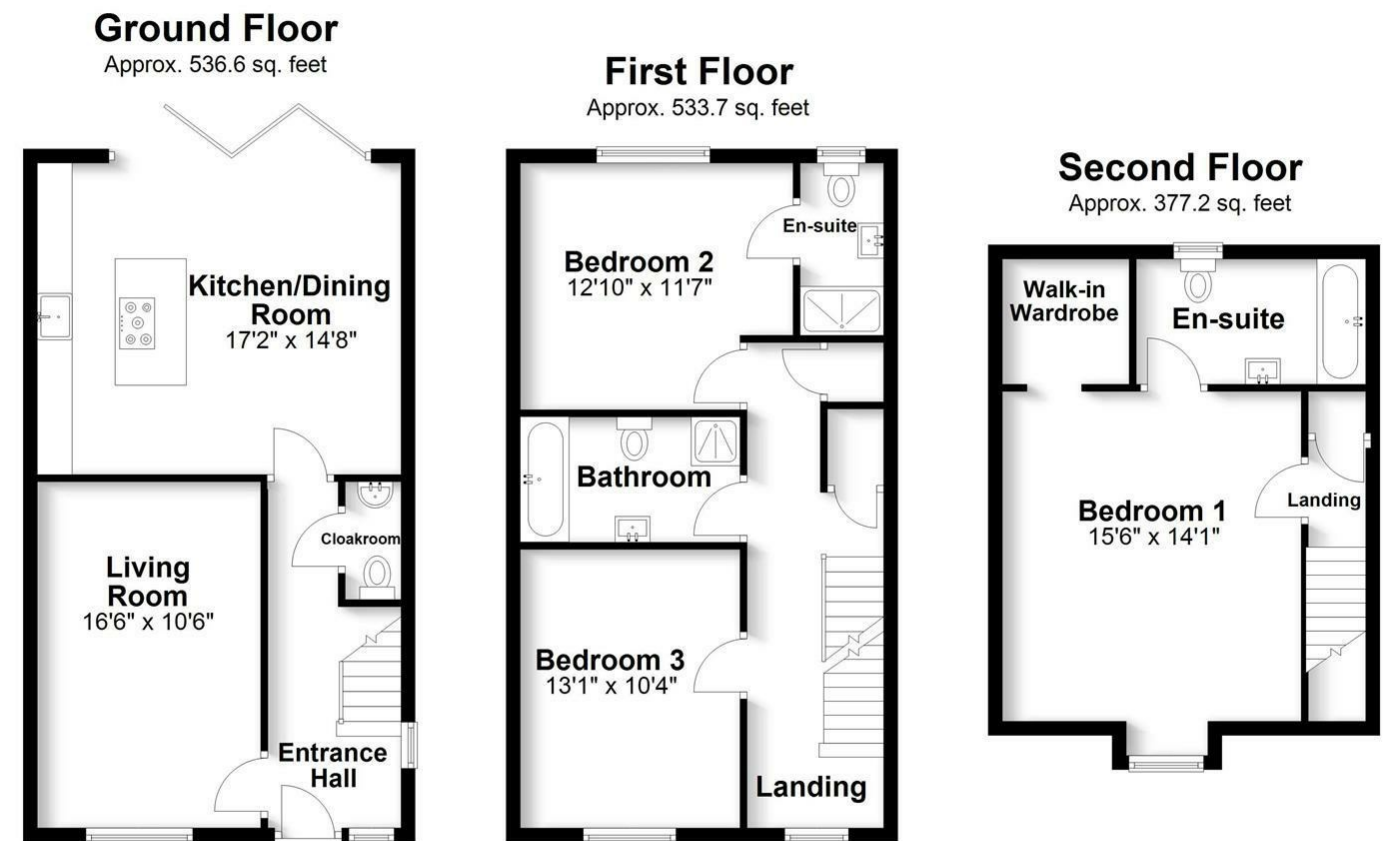 Ground Floor
Approx. 536.6 sq. feet
Kitchen/Dining
Room
17'2" x 14'8"
Cloakroom
Living
Room
16'6" x 10'6"
Entrance
Hall
First Floor
Approx. 533.7 sq. feet
Bedroom 2
12'10" x 11'7"
En-suite
Bathroom
Bedroom 3
13'1" x 10'4"
Landing
Second Floor
Approx. 377.2 sq. feet
Walk-in
Wardrobe
En-suite
Bedroom 1
15'6" x 14'1"
Landing